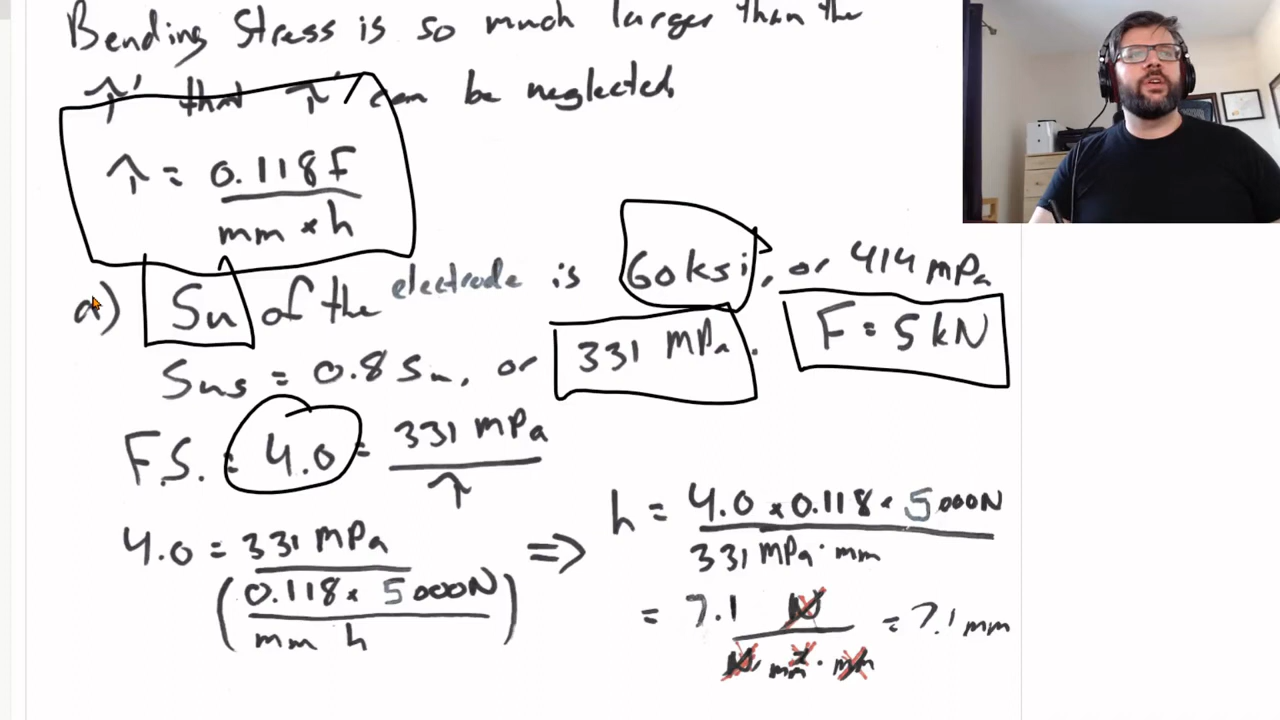 Bending Stress is so much larger than the
τ' that τ' can be neglected.
τ = 0.118F / mm × h
a) Su of the electrode is 60 ksi, or 414 mPa
Sus = 0.8 Su, or 331 MPa. F = 5 kN
F.S. = 4.0 = 331 MPa / τ
4.0 = 331 MPa / (0.118 × 5000N / mm h) ⇒ h = 4.0 × 0.118 × 5000N / 331 MPa · mm
= 7.1 N / N/mm² · mm = 7.1 mm